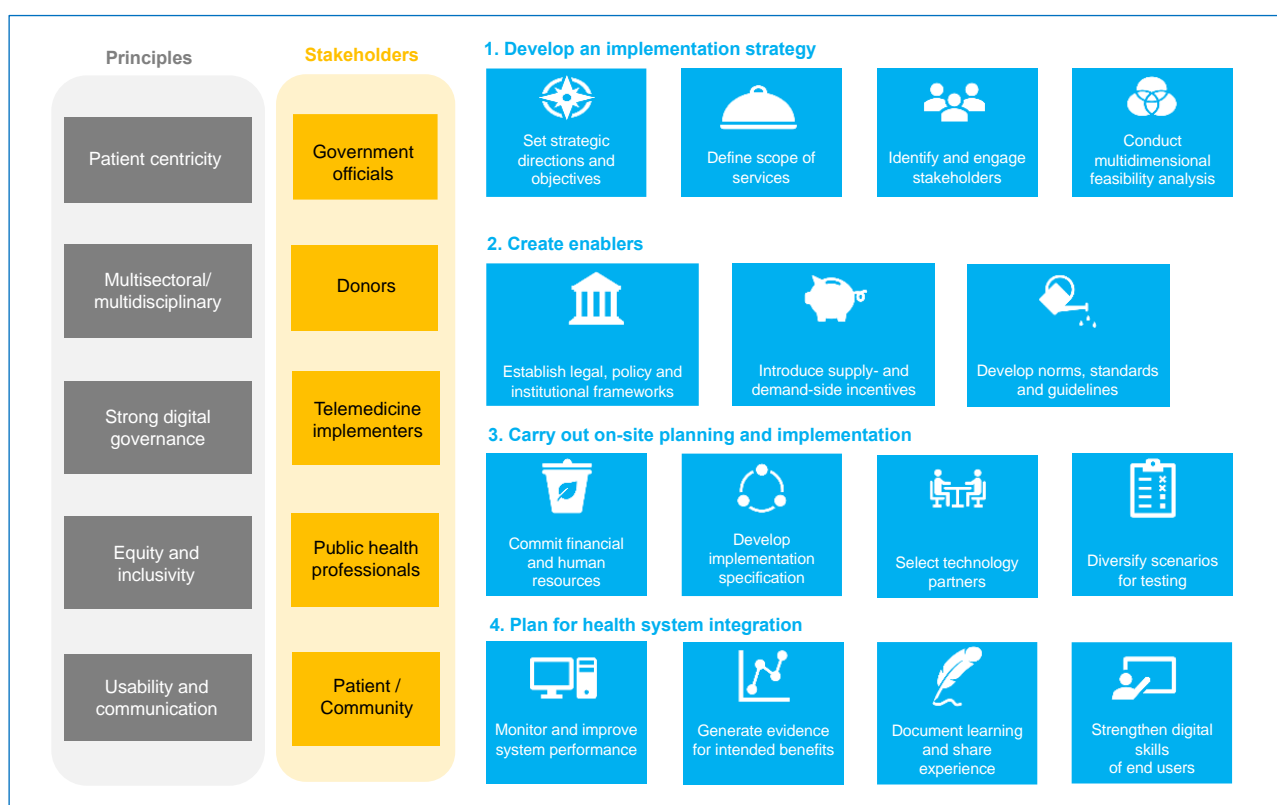 Principles
Patient centricity
Multisectoral/
multidisciplinary
Strong digital
governance
Equity and
inclusivity
Usability and
communication
Stakeholders
Government
officials
Donors
Telemedicine
implementers
Public health
professionals
Patient /
Community
1. Develop an implementation strategy
Set strategic
directions and
objectives
Define scope of
services
Identify and engage
stakeholders
Conduct
multidimensional
feasibility analysis
2. Create enablers
Establish legal, policy and
institutional frameworks
Introduce supply- and
demand-side incentives
Develop norms, standards
and guidelines
3. Carry out on-site planning and implementation
Commit financial
and human
resources
Develop
implementation
specification
Select technology
partners
Diversify scenarios
for testing
4. Plan for health system integration
Monitor and improve
system performance
Generate evidence
for intended benefits
Document learning
and share
experience
Strengthen digital
skills
of end users